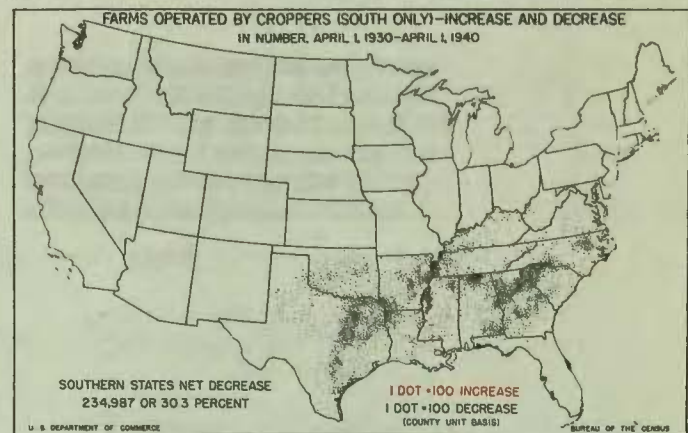 FARMS OPERATED BY CROPPERS (SOUTH ONLY)—INCREASE AND DECREASE
IN NUMBER, APRIL 1, 1930—APRIL 1, 1940
SOUTHERN STATES NET DECREASE
234,987 OR 30.3 PERCENT
1 DOT = 100 INCREASE
1 DOT = 100 DECREASE
(COUNTY UNIT BASIS)
U. S. DEPARTMENT OF COMMERCE
BUREAU OF THE CENSUS